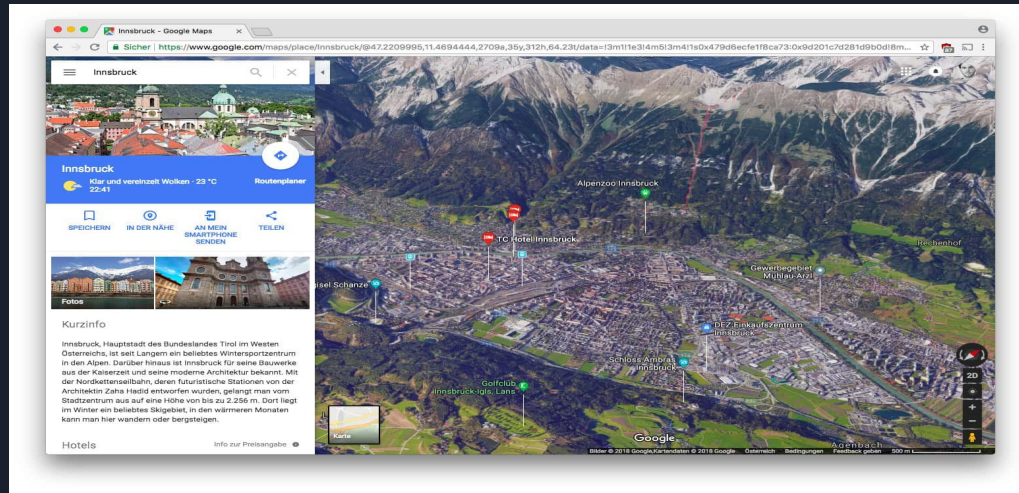 Innsbruck - Google Maps
Sicher | https://www.google.com/maps/place/Innsbruck/@47.2209995,11.4694444,2709a,35y,312h,64.23t/data=!3m1!1e3!4m5!3m4!1s0x479d6ecfe1f8ca73:0x9d201c7d281d9b0d!8m...
Innsbruck
Innsbruck
Klar und vereinzelt Wolken · 23 °C
22:41
Routenplaner
SPEICHERN
IN DER NÄHE
AN MEIN
SMARTPHONE
SENDEN
TEILEN
Fotos
Kurzinfo
Innsbruck, Hauptstadt des Bundeslandes Tirol im Westen
Österreichs, ist seit Langem ein beliebtes Wintersportzentrum
in den Alpen. Darüber hinaus ist Innsbruck für seine Bauwerke
aus der Kaiserzeit und seine moderne Architektur bekannt. Mit
der Nordkettenseilbahn, deren futuristische Stationen von der
Architektin Zaha Hadid entworfen wurden, gelangt man vom
Stadtzentrum aus auf eine Höhe von bis zu 2.256 m. Dort liegt
im Winter ein beliebtes Skigebiet, in den wärmeren Monaten
kann man hier wandern oder bergsteigen.
Hotels
Info zur Preisangabe
Alpenzoo Innsbruck
TC Hotel Innsbruck
Rechenhof
Gewerbegebiet
Mühlau-Arzl
gisel Schanze
DEZ Einkaufszentrum
Innsbruck
Schloss Ambras
Innsbruck
Golfclub
Innsbruck-Igls, Lans
2D
Karte
Google
Agenbach
Bilder © 2018 Google,Kartendaten © 2018 Google
Österreich
Bedingungen
Feedback geben
500 m